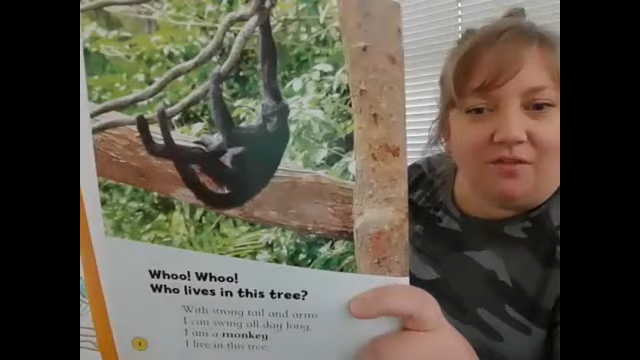 Whoo! Whoo!
Who lives in this tree?
With strong tail and arms
I can swing all day long.
I am a monkey.
I live in this tree.